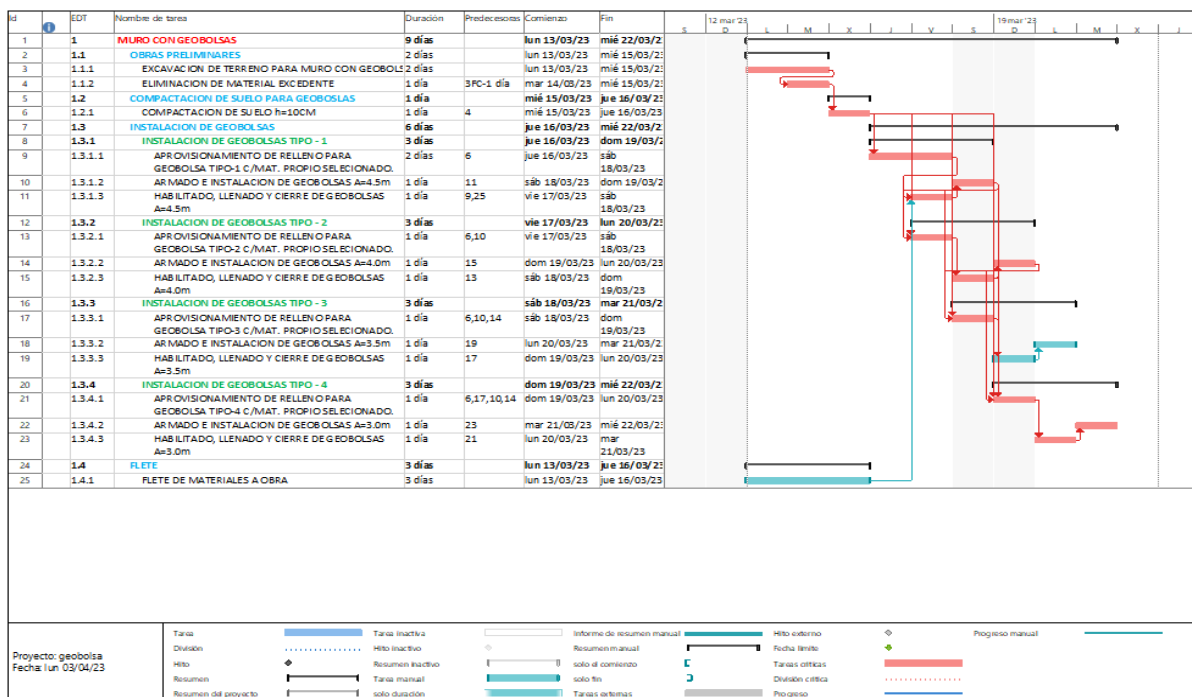 Id EDT Nombre de tarea Duración Predecesoras Comienzo Fin
12 mar '23 19 mar '23
S D L M X J V S D L M X J
1 1 MURO CON GEOBOLSAS 9 días lun 13/03/23 mié 22/03/2
2 1.1 OBRAS PRELIMINARES 2 días lun 13/03/23 mié 15/03/23
3 1.1.1 EXCAVACION DE TERRENO PARA MURO CON GEOBOLS 2 días lun 13/03/23 mié 15/03/23
4 1.1.2 ELIMINACION DE MATERIAL EXCEDENTE 1 día 3FC-1 día mar 14/03/23 mié 15/03/23
5 1.2 COMPACTACION DE SUELO PARA GEOBOSLAS 1 día mié 15/03/23 jue 16/03/23
6 1.2.1 COMPACTACION DE SUELO h=10CM 1 día 4 mié 15/03/23 jue 16/03/23
7 1.3 INSTALACION DE GEOBOLSAS 6 días jue 16/03/23 mié 22/03/2
8 1.3.1 INSTALACION DE GEOBOLSAS TIPO - 1 3 días jue 16/03/23 dom 19/03/2
9 1.3.1.1 APROVISIONAMIENTO DE RELLENO PARA 2 días 6 jue 16/03/23 sáb
GEOBOLSA TIPO-1 C/MAT. PROPIO SELECIONADO. 18/03/23
10 1.3.1.2 ARMADO E INSTALACION DE GEOBOLSAS A=4.5m 1 día 11 sáb 18/03/23 dom 19/03/2
11 1.3.1.3 HABILITADO, LLENADO Y CIERRE DE GEOBOLSAS 1 día 9,25 vie 17/03/23 sáb
A=4.5m 18/03/23
12 1.3.2 INSTALACION DE GEOBOLSAS TIPO - 2 3 días vie 17/03/23 lun 20/03/23
13 1.3.2.1 APROVISIONAMIENTO DE RELLENO PARA 1 día 6,10 vie 17/03/23 sáb
GEOBOLSA TIPO-2 C/MAT. PROPIO SELECIONADO. 18/03/23
14 1.3.2.2 ARMADO E INSTALACION DE GEOBOLSAS A=4.0m 1 día 15 dom 19/03/23 lun 20/03/23
15 1.3.2.3 HABILITADO, LLENADO Y CIERRE DE GEOBOLSAS 1 día 13 sáb 18/03/23 dom
A=4.0m 19/03/23
16 1.3.3 INSTALACION DE GEOBOLSAS TIPO - 3 3 días sáb 18/03/23 mar 21/03/2
17 1.3.3.1 APROVISIONAMIENTO DE RELLENO PARA 1 día 6,10,14 sáb 18/03/23 dom
GEOBOLSA TIPO-3 C/MAT. PROPIO SELECIONADO. 19/03/23
18 1.3.3.2 ARMADO E INSTALACION DE GEOBOLSAS A=3.5m 1 día 19 lun 20/03/23 mar 21/03/2
19 1.3.3.3 HABILITADO, LLENADO Y CIERRE DE GEOBOLSAS 1 día 17 dom 19/03/23 lun 20/03/23
A=3.5m
20 1.3.4 INSTALACION DE GEOBOLSAS TIPO - 4 3 días dom 19/03/23 mié 22/03/2
21 1.3.4.1 APROVISIONAMIENTO DE RELLENO PARA 1 día 6,17,10,14 dom 19/03/23 lun 20/03/23
GEOBOLSA TIPO-4 C/MAT. PROPIO SELECIONADO.
22 1.3.4.2 ARMADO E INSTALACION DE GEOBOLSAS A=3.0m 1 día 23 mar 21/03/23 mié 22/03/2
23 1.3.4.3 HABILITADO, LLENADO Y CIERRE DE GEOBOLSAS 1 día 21 lun 20/03/23 mar
A=3.0m 21/03/23
24 1.4 FLETE 3 días lun 13/03/23 jue 16/03/23
25 1.4.1 FLETE DE MATERIALES A OBRA 3 días lun 13/03/23 jue 16/03/23
Proyecto: geobolsa
Fecha: lun 03/04/23
Tarea Tarea inactiva Informe de resumen manual Hito externo Progreso manual
División Hito inactivo Resumen manual Fecha límite
Hito Resumen inactivo solo el comienzo Tareas críticas
Resumen Tarea manual solo fin División crítica
Resumen del proyecto solo duración Tareas externas Progreso